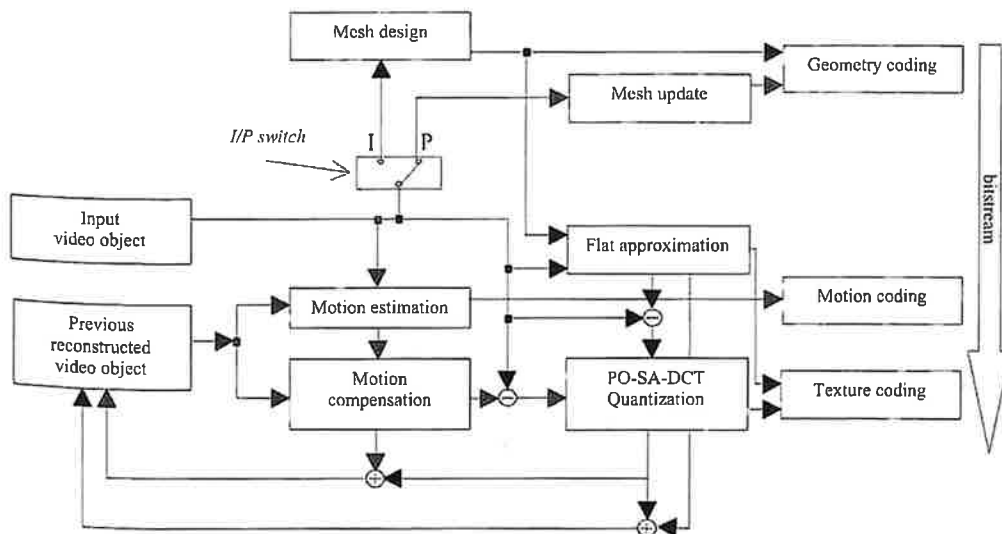 Mesh design
Geometry coding
Mesh update
I/P switch
I
P
Input
video object
Flat approximation
bitstream
Motion estimation
Motion coding
Previous
reconstructed
video object
Motion
compensation
PO-SA-DCT
Quantization
Texture coding